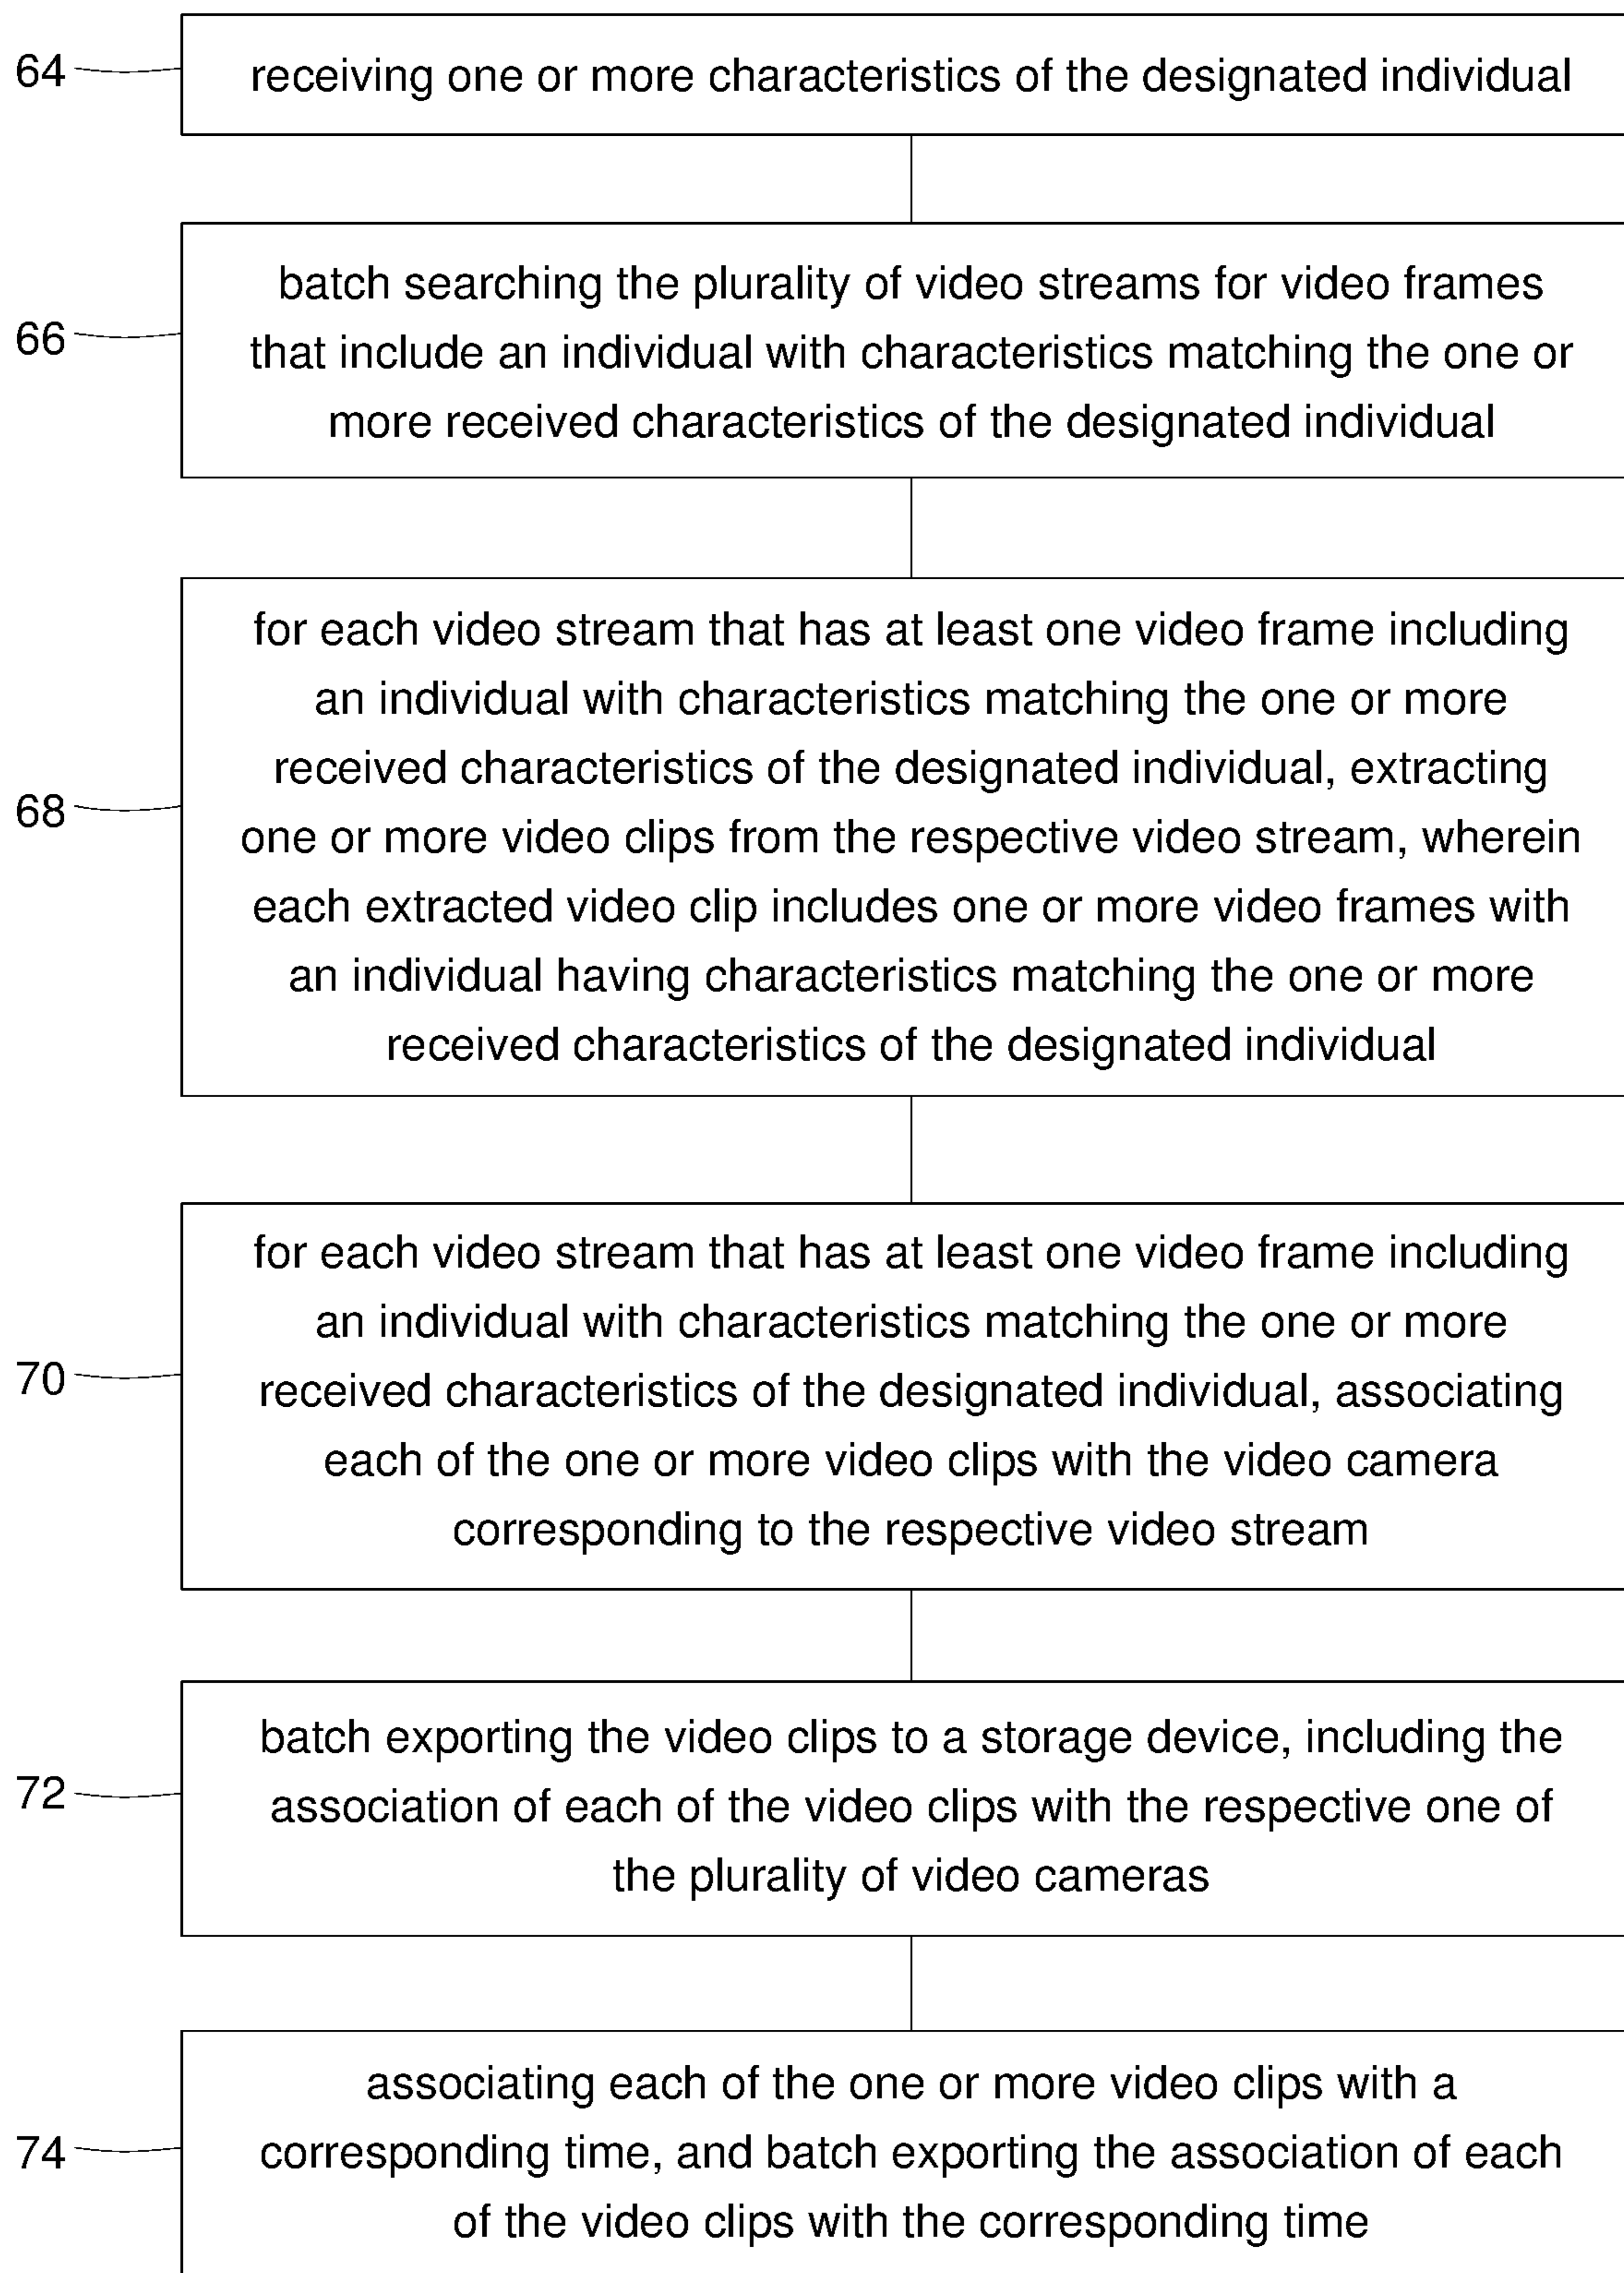 64
receiving one or more characteristics of the designated individual
66
batch searching the plurality of video streams for video frames
that include an individual with characteristics matching the one or
more received characteristics of the designated individual
68
for each video stream that has at least one video frame including
an individual with characteristics matching the one or more
received characteristics of the designated individual, extracting
one or more video clips from the respective video stream, wherein
each extracted video clip includes one or more video frames with
an individual having characteristics matching the one or more
received characteristics of the designated individual
70
for each video stream that has at least one video frame including
an individual with characteristics matching the one or more
received characteristics of the designated individual, associating
each of the one or more video clips with the video camera
corresponding to the respective video stream
72
batch exporting the video clips to a storage device, including the
association of each of the video clips with the respective one of
the plurality of video cameras
74
associating each of the one or more video clips with a
corresponding time, and batch exporting the association of each
of the video clips with the corresponding time